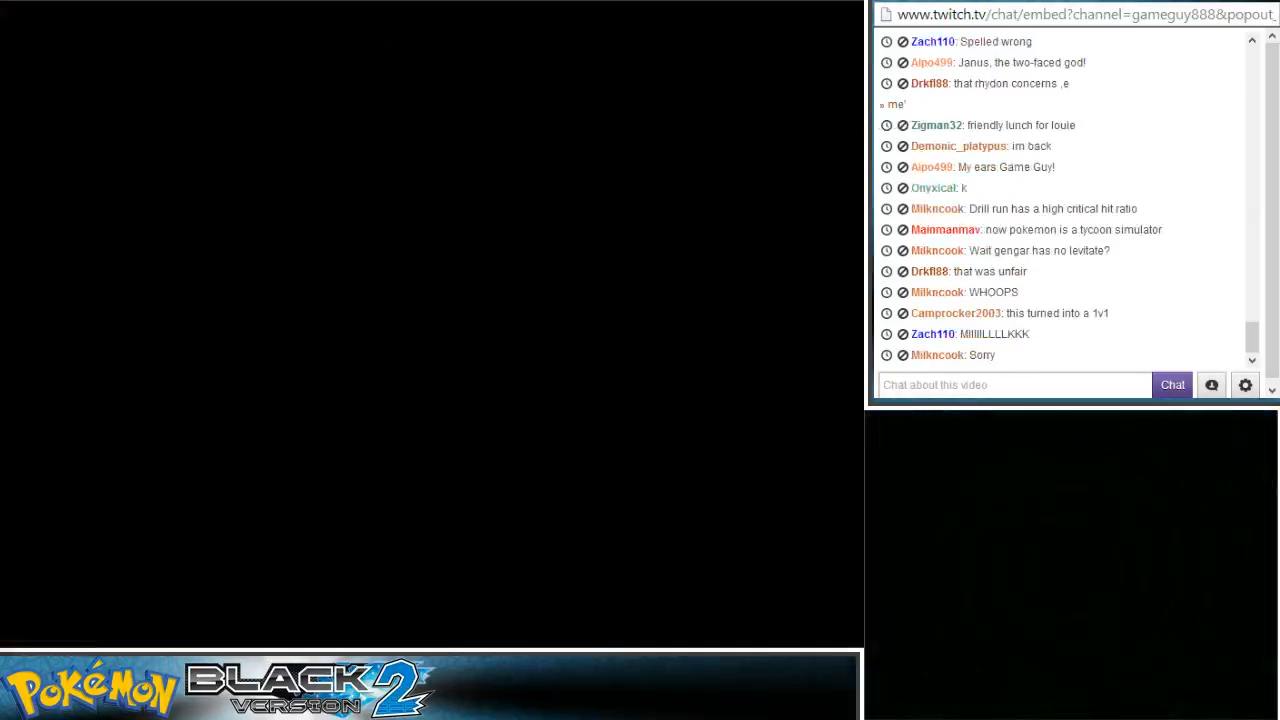 www.twitch.tv/chat/embed?channel=gameguy888&popout_
Zach110: Spelled wrong
Aipo499: Janus, the two-faced god!
Drkfl88: that rhydon concerns ,e
» me'
Zigman32: friendly lunch for louie
Demonic_platypus: im back
Aipo499: My ears Game Guy!
Onyxical: k
Milkncook: Drill run has a high critical hit ratio
Mainmanmav: now pokemon is a tycoon simulator
Milkncook: Wait gengar has no levitate?
Drkfl88: that was unfair
Milkncook: WHOOPS
Camprocker2003: this turned into a 1v1
Zach110: MIIIIILLLLKKK
Milkncook: Sorry
Chat about this video
Chat
POKéMON
BLACK
VERSION 2